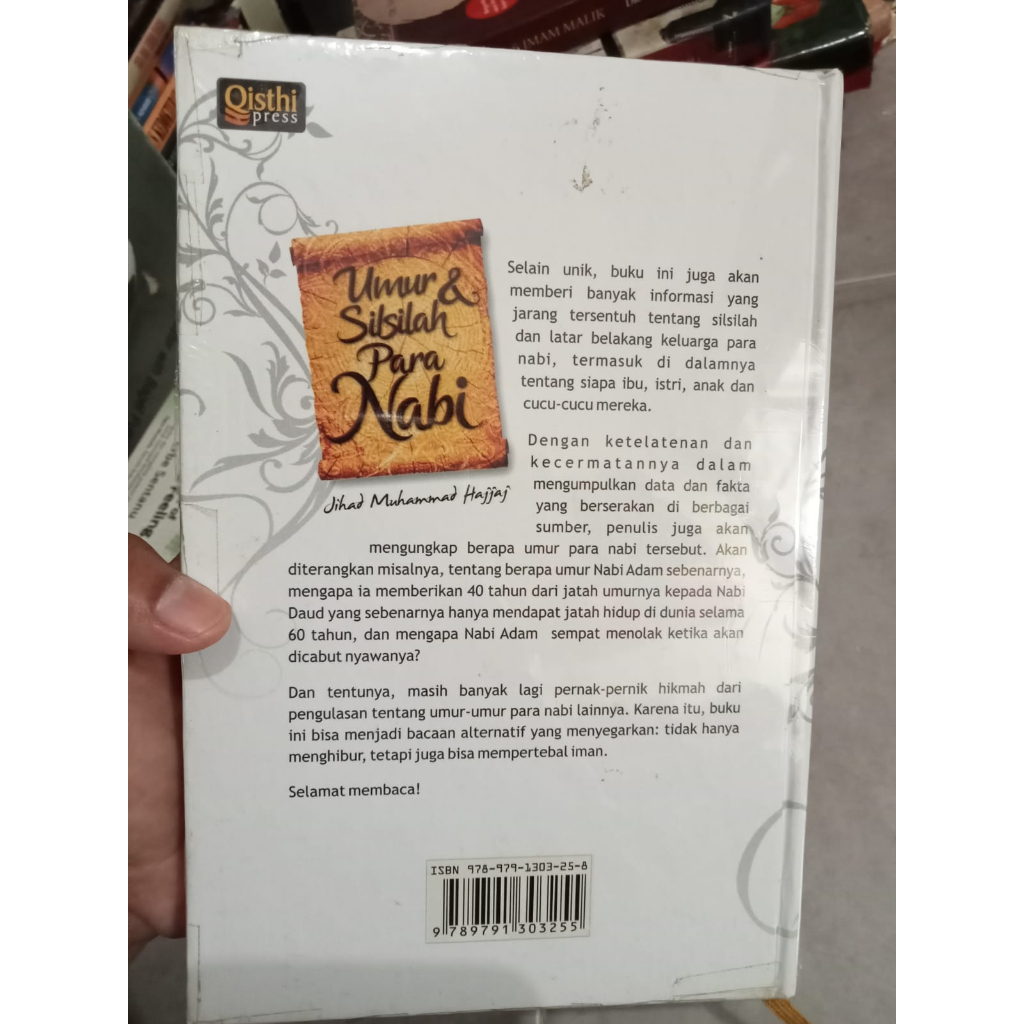 IMAM MALIK
Qisthi
press
Umur &
Silsilah
Para
Nabi
Jihad Muhammad Hajjaj
Selain unik, buku ini juga akan
memberi banyak informasi yang
jarang tersentuh tentang silsilah
dan latar belakang keluarga para
nabi, termasuk di dalamnya
tentang siapa ibu, istri, anak dan
cucu-cucu mereka.
Dengan ketelatenan dan
kecermatannya dalam
mengumpulkan data dan fakta
yang berserakan di berbagai
sumber, penulis juga akan
mengungkap berapa umur para nabi tersebut. Akan
diterangkan misalnya, tentang berapa umur Nabi Adam sebenarnya,
mengapa ia memberikan 40 tahun dari jatah umurnya kepada Nabi
Daud yang sebenarnya hanya mendapat jatah hidup di dunia selama
60 tahun, dan mengapa Nabi Adam sempat menolak ketika akan
dicabut nyawanya?
Dan tentunya, masih banyak lagi pernak-pernik hikmah dari
pengulasan tentang umur-umur para nabi lainnya. Karena itu, buku
ini bisa menjadi bacaan alternatif yang menyegarkan: tidak hanya
menghibur, tetapi juga bisa mempertebal iman.
Selamat membaca!
ISBN 978-979-1303-25-8
9 789791 303255